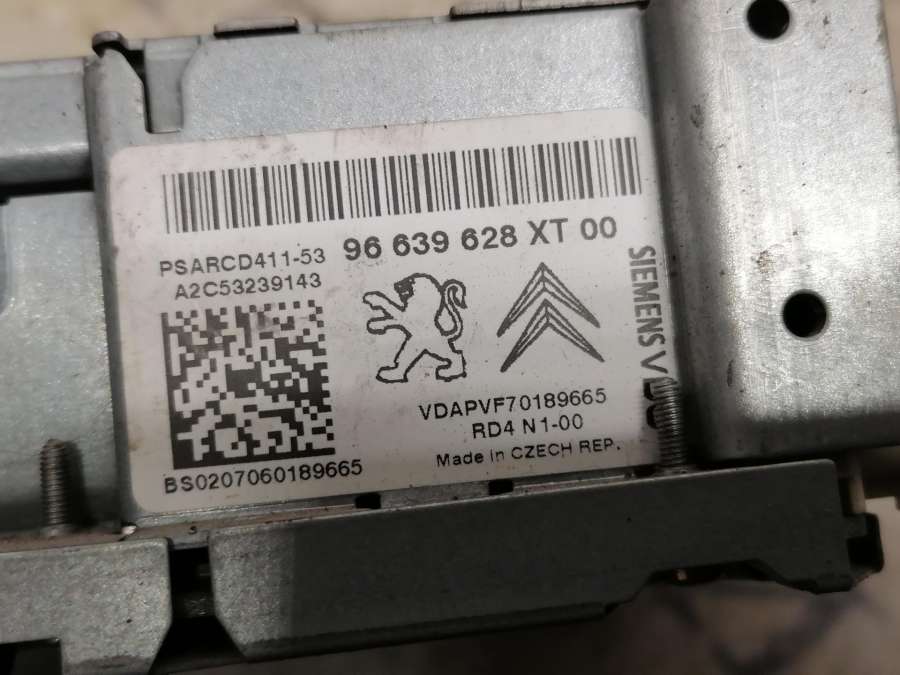 96 639 628 XT 00
PSARCD411-53
A2C53239143
SIEMENS V
VDAPVF70189665
RD4 N1-00
Made in CZECH REP.
BS0207060189665